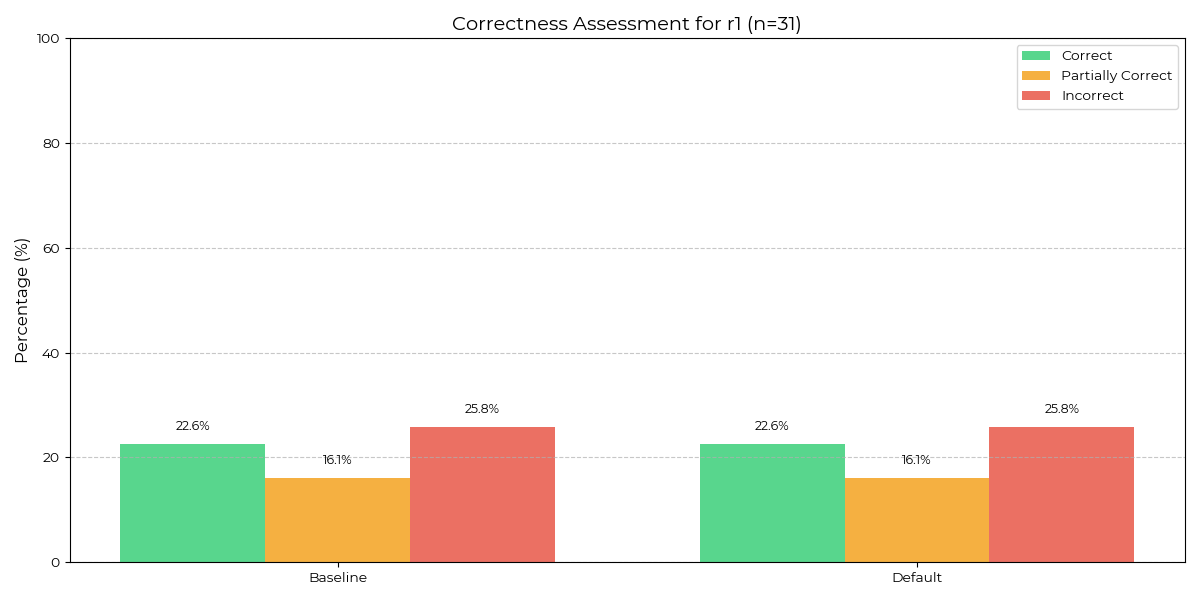 Correctness Assessment for r1 (n=31)
100
80
60
40
20
0
Percentage (%)
Correct
Partially Correct
Incorrect
22.6%
16.1%
25.8%
22.6%
16.1%
25.8%
Baseline
Default